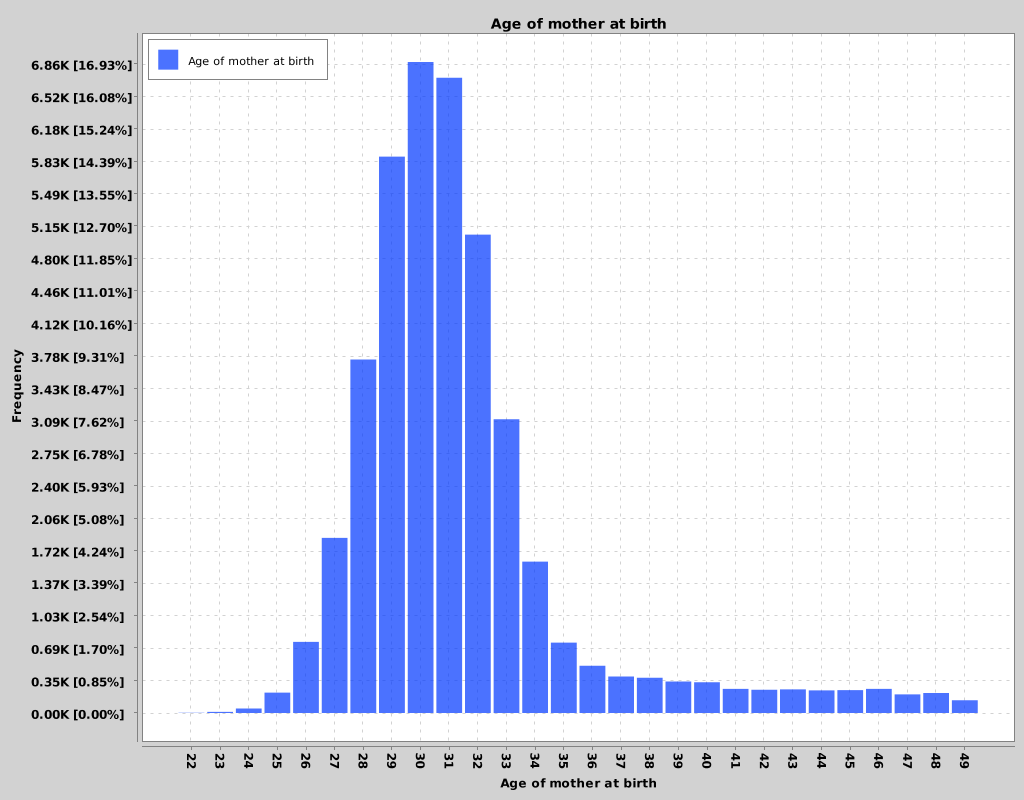 Age of mother at birth
Age of mother at birth
6.86K [16.93%]
6.52K [16.08%]
6.18K [15.24%]
5.83K [14.39%]
5.49K [13.55%]
5.15K [12.70%]
4.80K [11.85%]
4.46K [11.01%]
4.12K [10.16%]
3.78K [9.31%]
3.43K [8.47%]
3.09K [7.62%]
2.75K [6.78%]
2.40K [5.93%]
2.06K [5.08%]
1.72K [4.24%]
1.37K [3.39%]
1.03K [2.54%]
0.69K [1.70%]
0.35K [0.85%]
0.00K [0.00%]
Frequency
22 23 24 25 26 27 28 29 30 31 32 33 34 35 36 37 38 39 40 41 42 43 44 45 46 47 48 49
Age of mother at birth